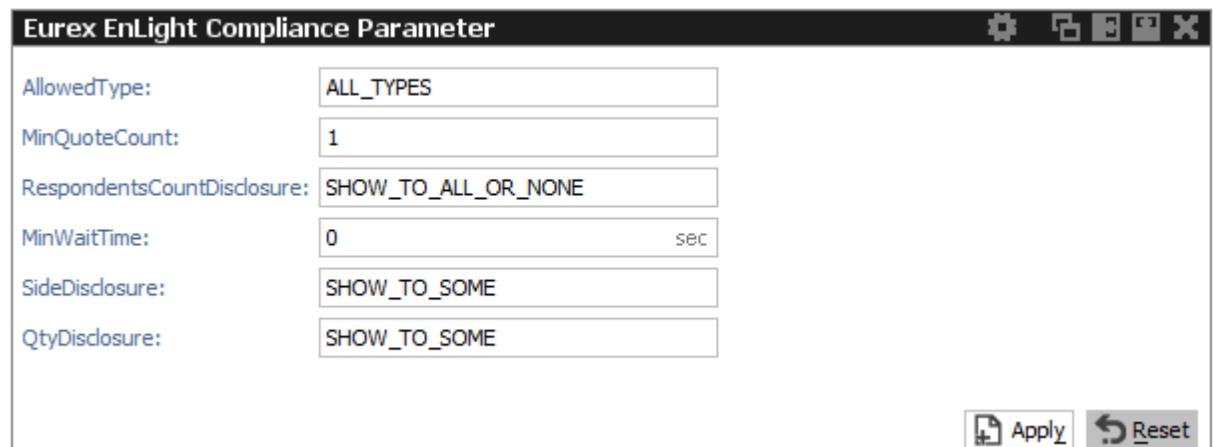 Eurex EnLight Compliance Parameter
AllowedType: ALL_TYPES
MinQuoteCount: 1
RespondentsCountDisclosure: SHOW_TO_ALL_OR_NONE
MinWaitTime: 0 sec
SideDisclosure: SHOW_TO_SOME
QtyDisclosure: SHOW_TO_SOME
Apply Reset